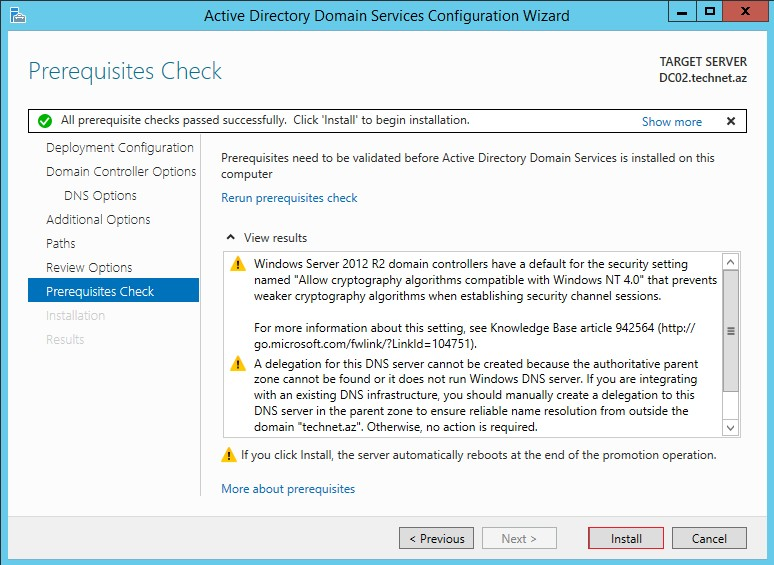 Active Directory Domain Services Configuration Wizard
Prerequisites Check
TARGET SERVER
DC02.technet.az
All prerequisite checks passed successfully.  Click 'Install' to begin installation.
Show more
Deployment Configuration
Domain Controller Options
DNS Options
Additional Options
Paths
Review Options
Prerequisites Check
Installation
Results
Prerequisites need to be validated before Active Directory Domain Services is installed on this
computer
Rerun prerequisites check
View results
Windows Server 2012 R2 domain controllers have a default for the security setting
named "Allow cryptography algorithms compatible with Windows NT 4.0" that prevents
weaker cryptography algorithms when establishing security channel sessions.
For more information about this setting, see Knowledge Base article 942564 (http://
go.microsoft.com/fwlink/?LinkId=104751).
A delegation for this DNS server cannot be created because the authoritative parent
zone cannot be found or it does not run Windows DNS server. If you are integrating
with an existing DNS infrastructure, you should manually create a delegation to this
DNS server in the parent zone to ensure reliable name resolution from outside the
domain "technet.az". Otherwise, no action is required.
If you click Install, the server automatically reboots at the end of the promotion operation.
More about prerequisites
< Previous
Next >
Install
Cancel